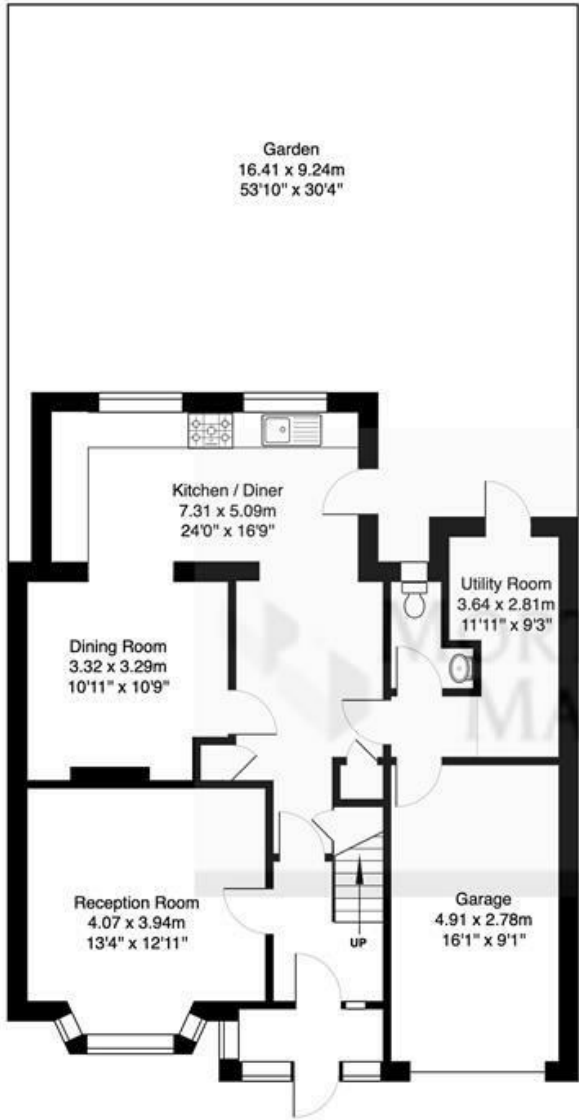 Garden
16.41 x 9.24m
53'10" x 30'4"
Kitchen / Diner
7.31 x 5.09m
24'0" x 16'9"
Utility Room
3.64 x 2.81m
11'11" x 9'3"
Dining Room
3.32 x 3.29m
10'11" x 10'9"
Reception Room
4.07 x 3.94m
13'4" x 12'11"
UP
Garage
4.91 x 2.78m
16'1" x 9'1"